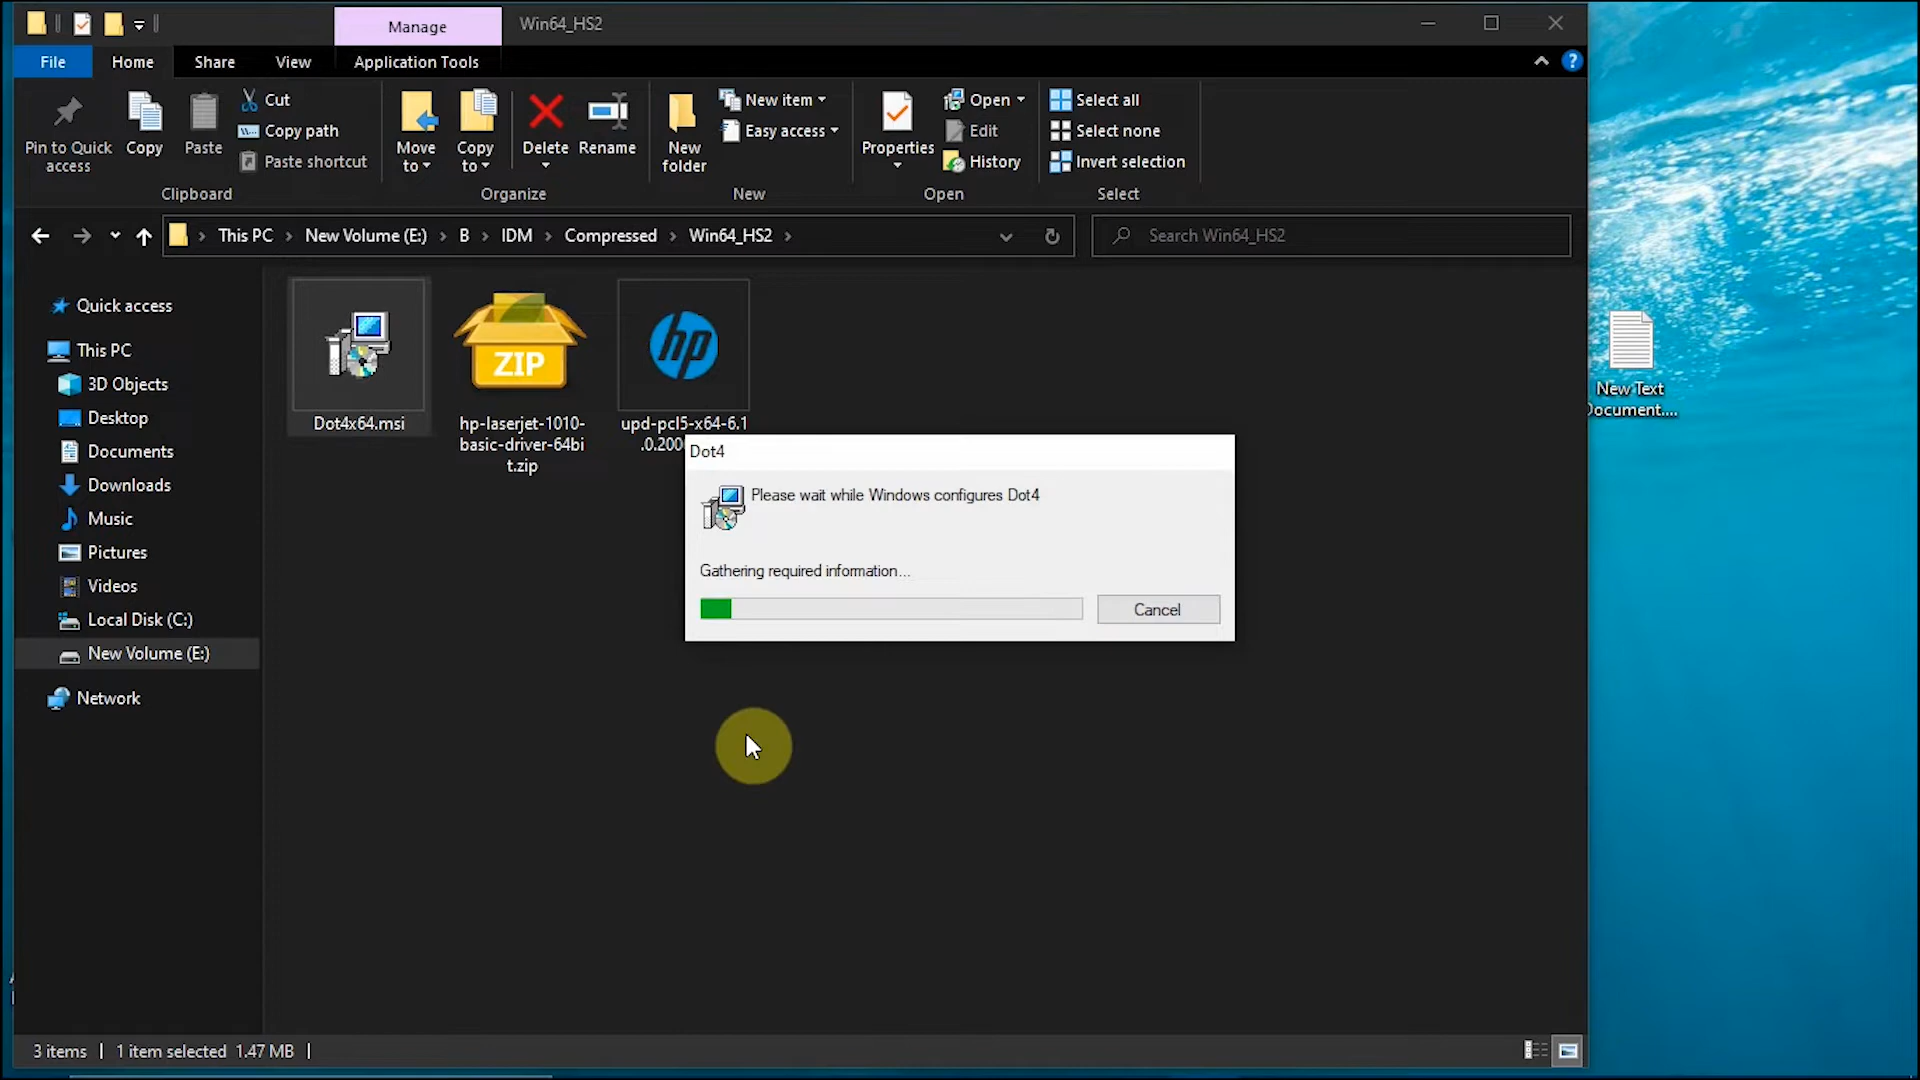 Manage
Win64_HS2
File
Home
Share
View
Application Tools
?
Pin to Quick
access
Copy
Paste
Cut
Copy path
Paste shortcut
Clipboard
Move
to
Copy
to
Delete
Rename
Organize
New
folder
New item
Easy access
New
Properties
Open
Edit
History
Open
Select all
Select none
Invert selection
Select
This PC
New Volume (E:)
B
IDM
Compressed
Win64_HS2
Search Win64_HS2
Quick access
This PC
3D Objects
Desktop
Documents
Downloads
Music
Pictures
Videos
Local Disk (C:)
New Volume (E:)
Network
Dot4x64.msi
ZIP
hp-laserjet-1010-
basic-driver-64bi
t.zip
hp
upd-pcl5-x64-6.1
Dot4
Please wait while Windows configures Dot4
Gathering required information...
Cancel
New Text
Document....
3 items
1 item selected 1.47 MB